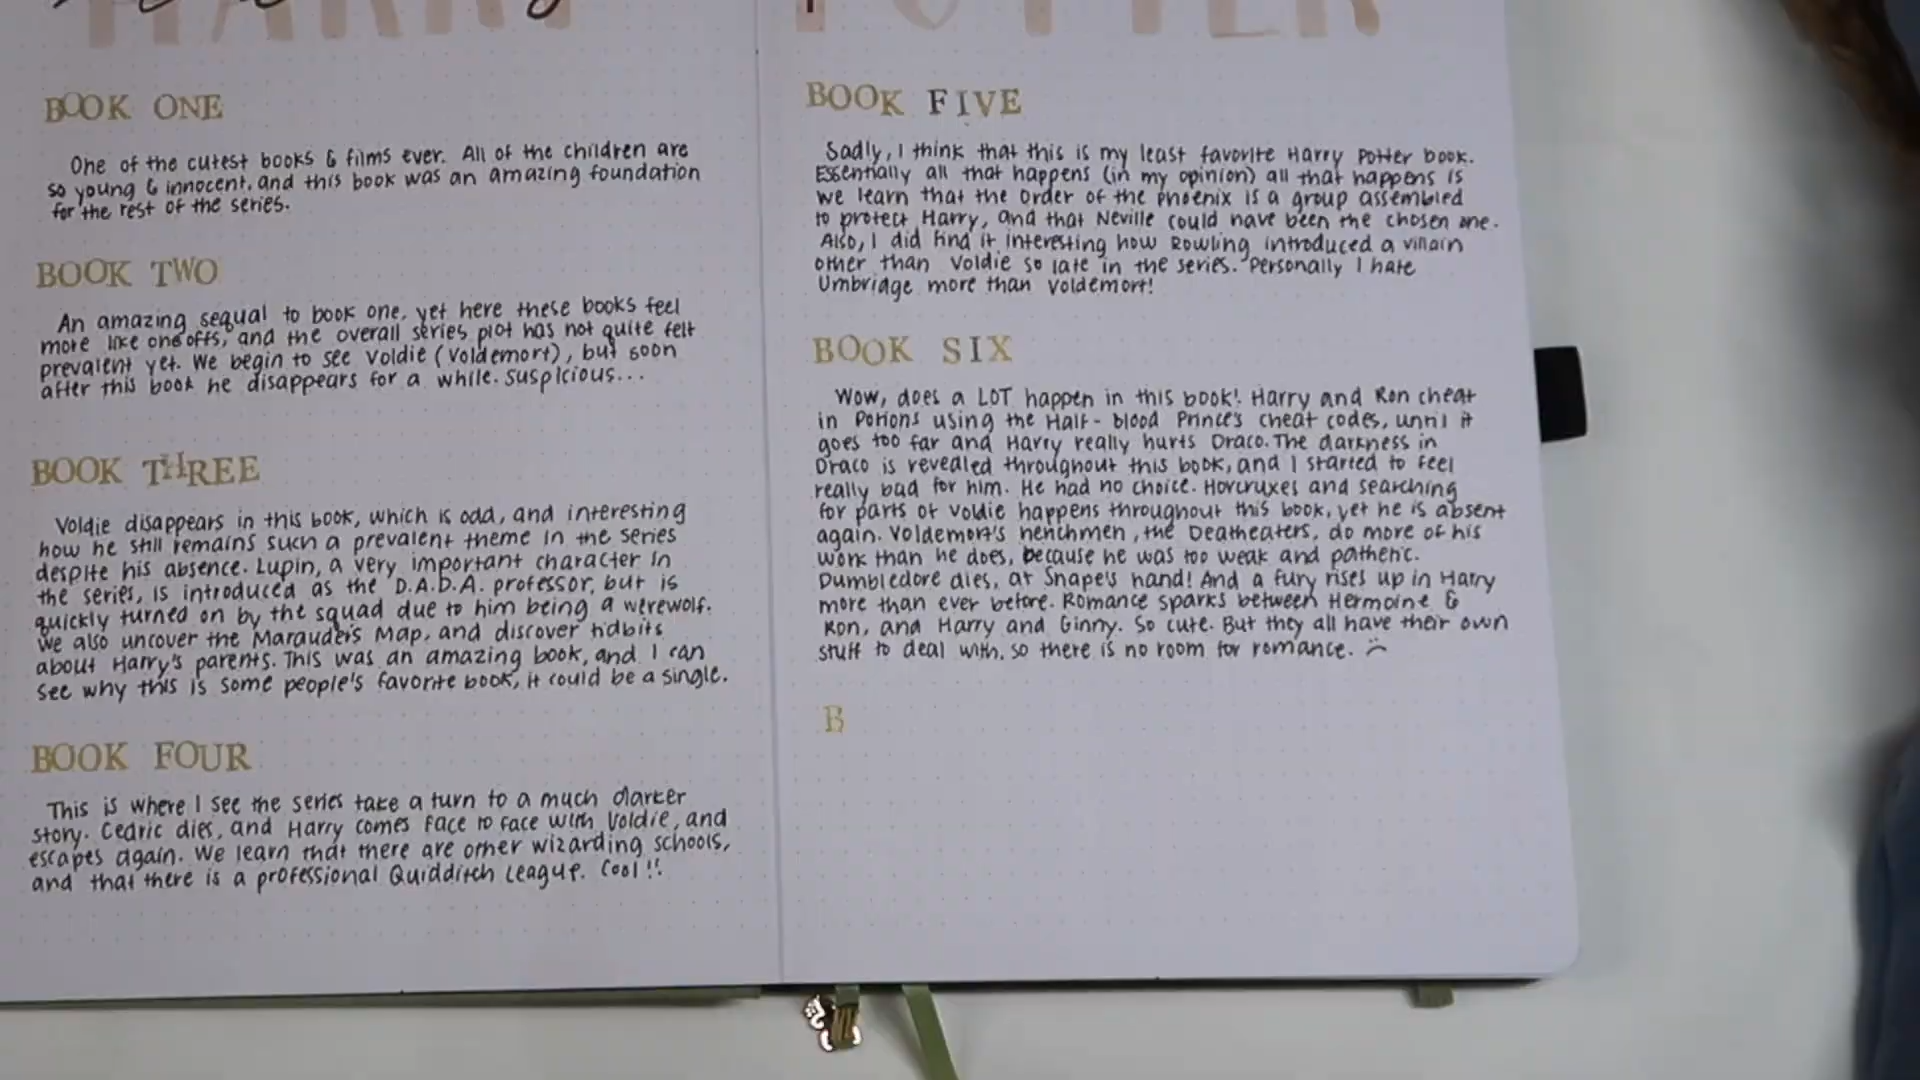 HARRY POTTER
BOOK ONE
One of the cutest books & films ever. All of the children are
so young & innocent, and this book was an amazing foundation
for the rest of the series.
BOOK TWO
An amazing sequal to book one, yet here these books feel
more like one offs, and the overall series plot has not quite felt
prevalent yet. We begin to see Voldie (Voldemort), but soon
after this book he disappears for a while. Suspicious...
BOOK THREE
Voldie disappears in this book, which is odd, and interesting
how he still remains such a prevalent theme in the series
despite his absence. Lupin, a very important character in
the series, is introduced as the D.A.D.A. professor, but is
quickly turned on by the squad due to him being a werewolf.
We also uncover the Marauder's Map, and discover tidbits
about Harry's parents. This was an amazing book, and I can
see why this is some people's favorite book, it could be a single.
BOOK FOUR
This is where I see the series take a turn to a much darker
story. Cedric dies, and Harry comes face to face with Voldie, and
escapes again. We learn that there are other wizarding schools,
and that there is a professional Quidditch League. Cool!!
BOOK FIVE
Sadly, I think that this is my least favorite Harry Potter book.
Essentially all that happens (in my opinion) all that happens is
we learn that the Order of the phoenix is a group assembled
to protect Harry, and that Neville could have been the chosen one.
Also, I did find it interesting how Rowling introduced a villain
other than Voldie so late in the series. Personally I hate
Umbridge more than Voldemort!
BOOK SIX
Wow, does a LOT happen in this book! Harry and Ron cheat
in Potions using the Half-blood Prince's cheat codes, until it
goes too far and Harry really hurts Draco. The darkness in
Draco is revealed throughout this book, and I started to feel
really bad for him. He had no choice. Horcruxes and searching
for parts of Voldie happens throughout this book, yet he is absent
again. Voldemort's henchmen, the Deatheaters, do more of his
work than he does, because he was too weak and pathetic.
Dumbledore dies, at Snape's hand! And a fury rises up in Harry
more than ever before. Romance sparks between Hermoine &
Ron, and Harry and Ginny. So cute. But they all have their own
stuff to deal with, so there is no room for romance. :(
B